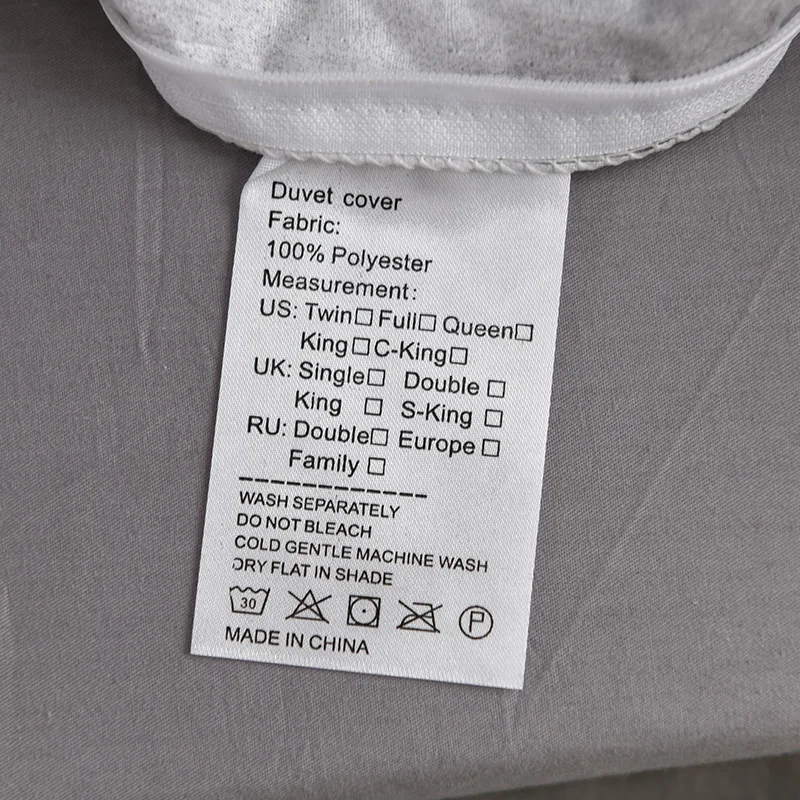 Duvet cover
Fabric:
100% Polyester
Measurement:
US: Twin□ Full□ Queen□
King□ C-King□
UK: Single□ Double □
King □ S-King □
RU: Double□ Europe □
Family □
WASH SEPARATELY
DO NOT BLEACH
COLD GENTLE MACHINE WASH
DRY FLAT IN SHADE
30 P
MADE IN CHINA